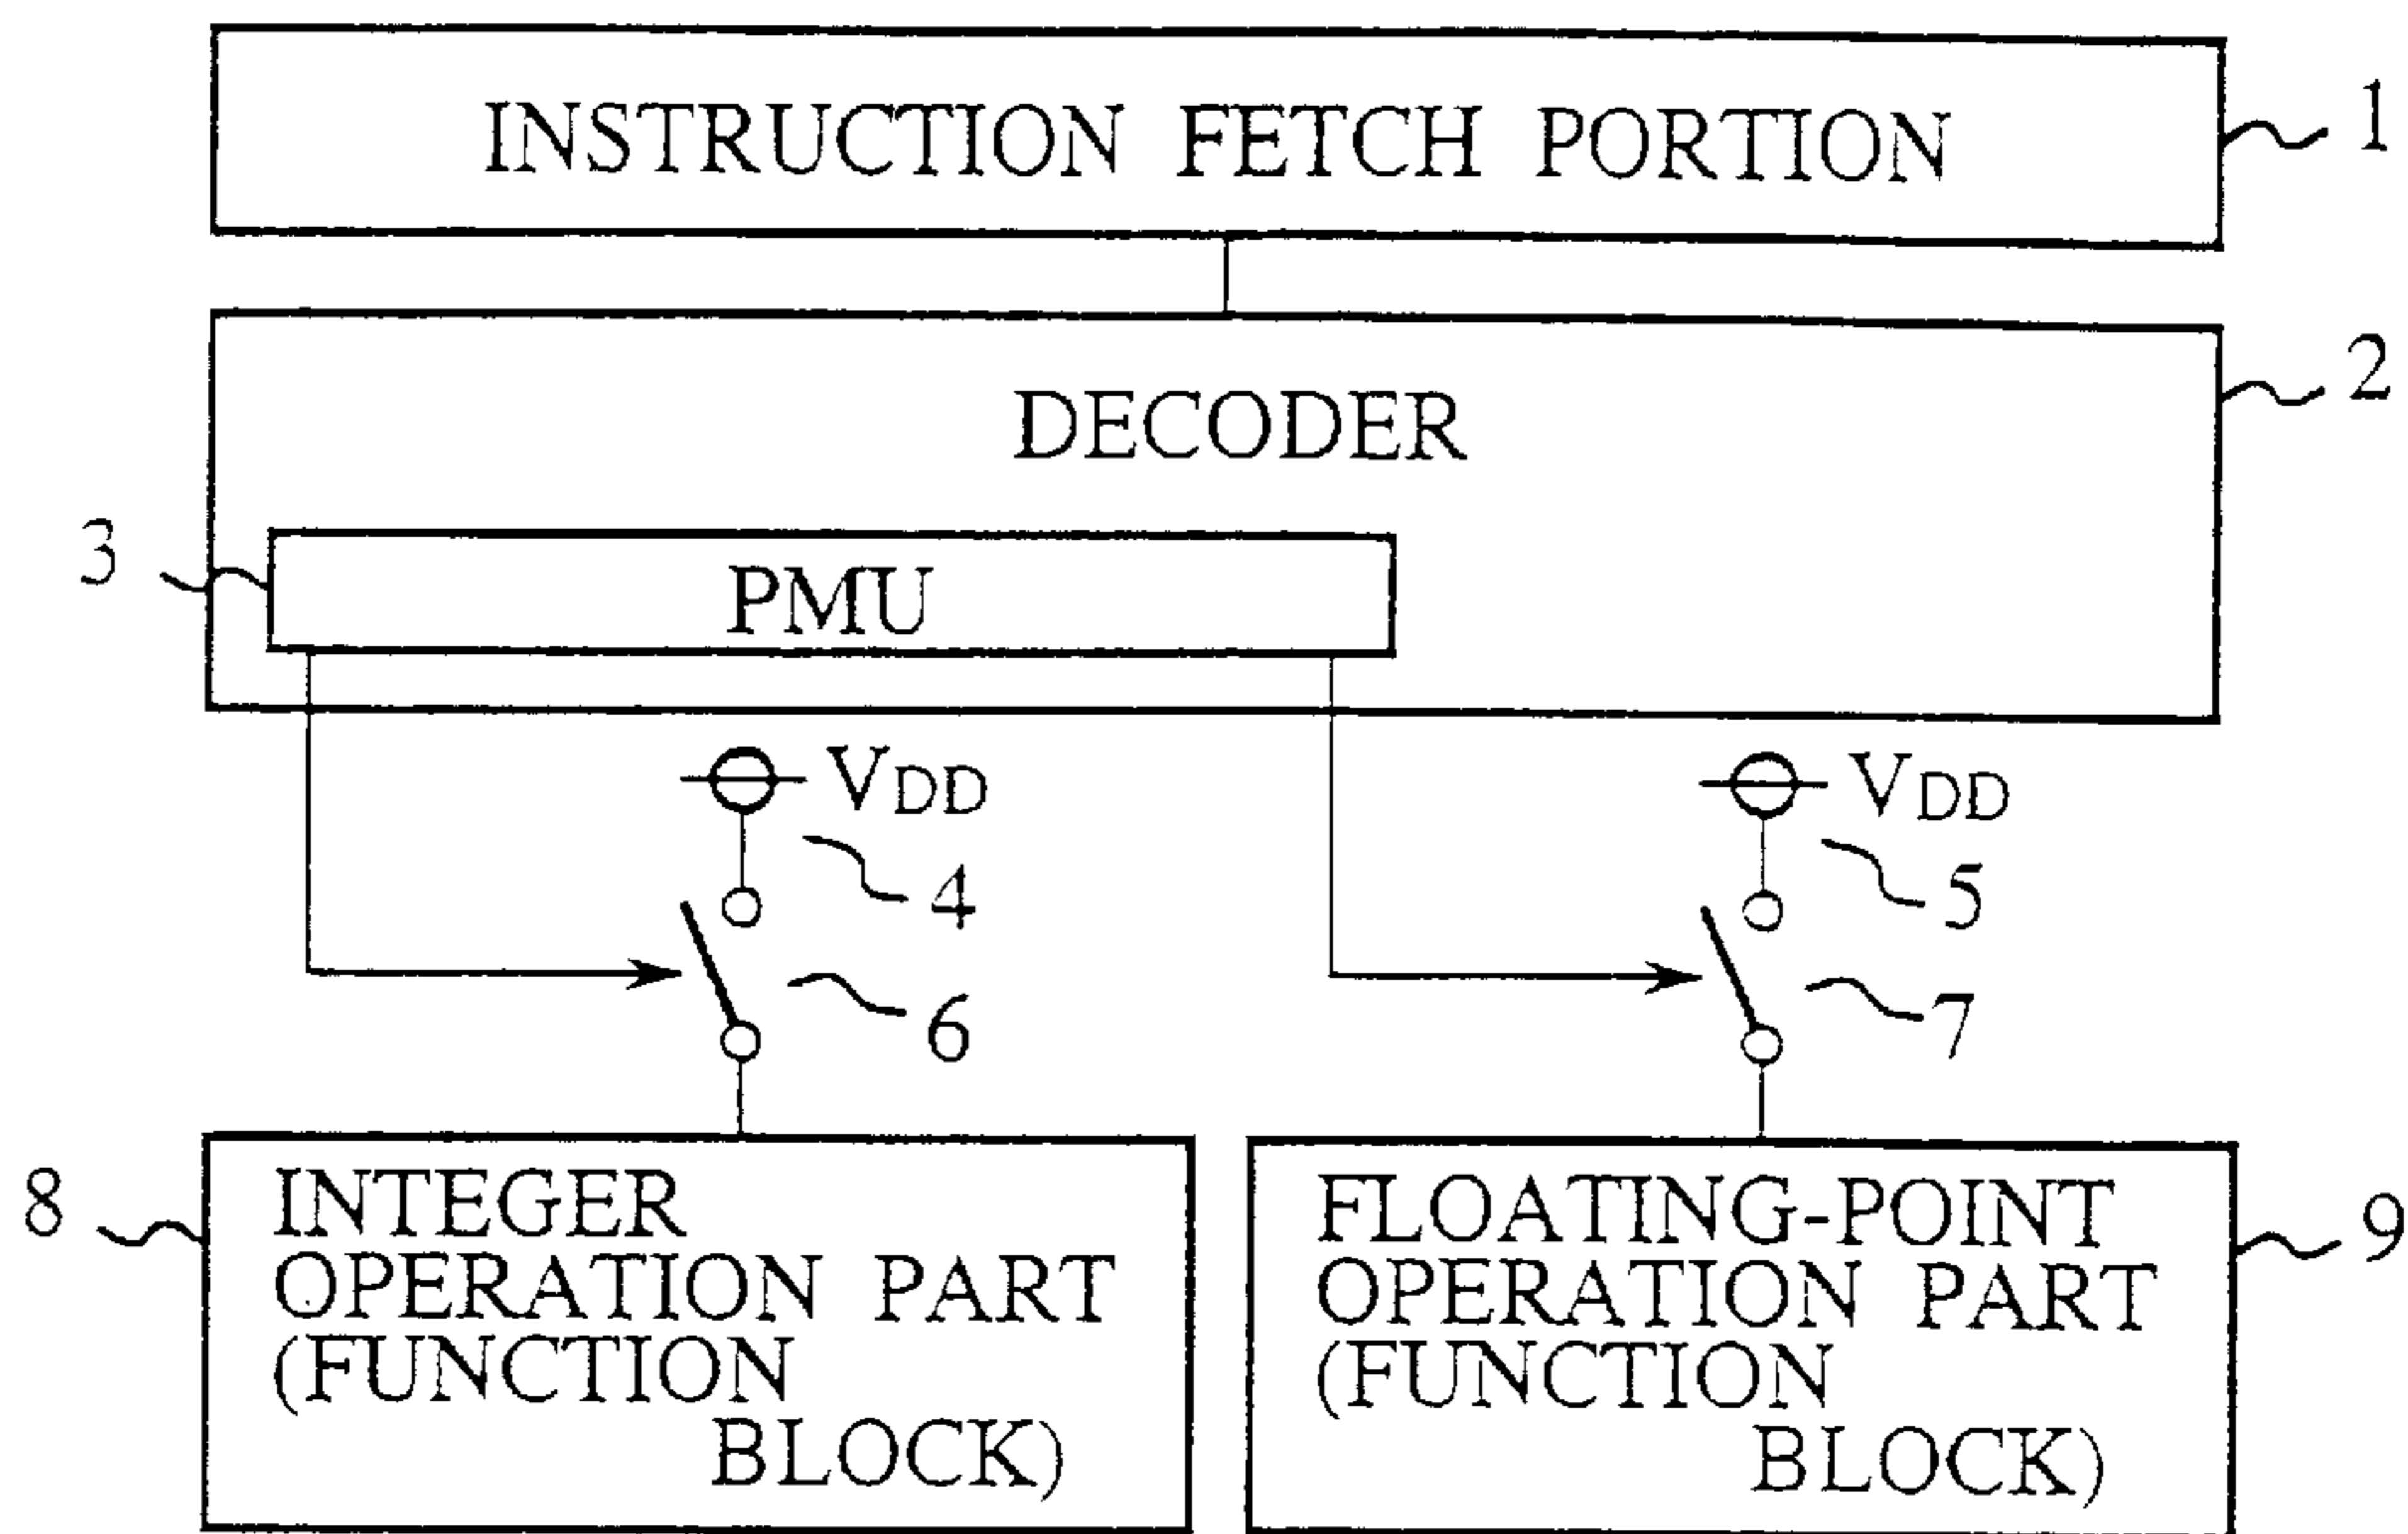 INSTRUCTION FETCH PORTION
1
DECODER
2
3
PMU
VDD
4
6
VDD
5
7
8
INTEGER
OPERATION PART
(FUNCTION
BLOCK)
FLOATING-POINT
OPERATION PART
(FUNCTION
BLOCK)
9